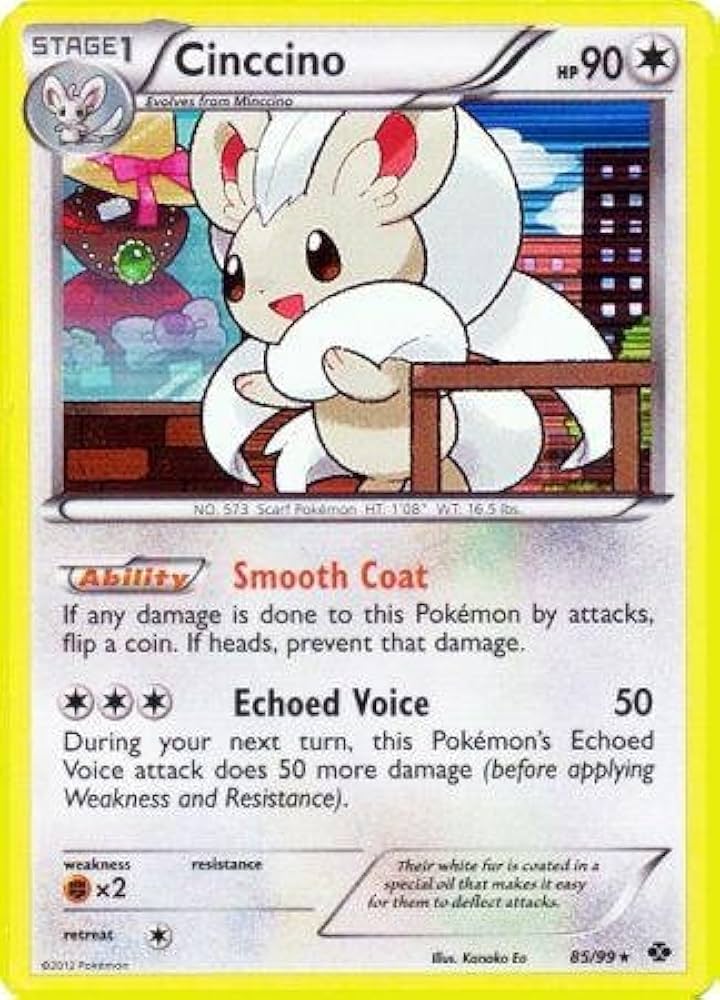 STAGE1
Cinccino
HP 90
Evolves from Minccino
NO. 573 Scarf Pokémon HT. 1'08" WT. 16.5 lbs.
Ability Smooth Coat
If any damage is done to this Pokémon by attacks,
flip a coin. If heads, prevent that damage.
Echoed Voice 50
During your next turn, this Pokémon's Echoed
Voice attack does 50 more damage (before applying
Weakness and Resistance).
weakness resistance
×2
Their white fur is coated in a
special oil that makes it easy
for them to deflect attacks.
retreat
©2012 Pokémon
Illus. Kanako Eo 85/99 ★